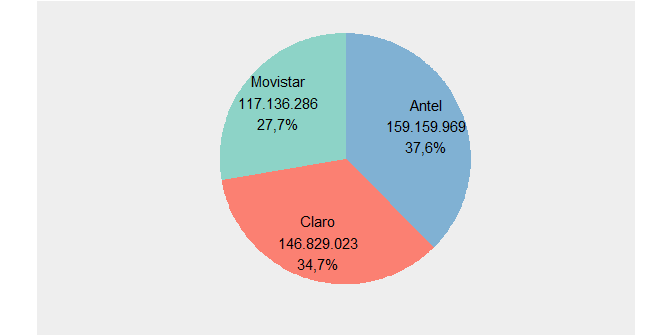 Movistar
117.136.286
27,7%
Antel
159.159.969
37,6%
Claro
146.829.023
34,7%